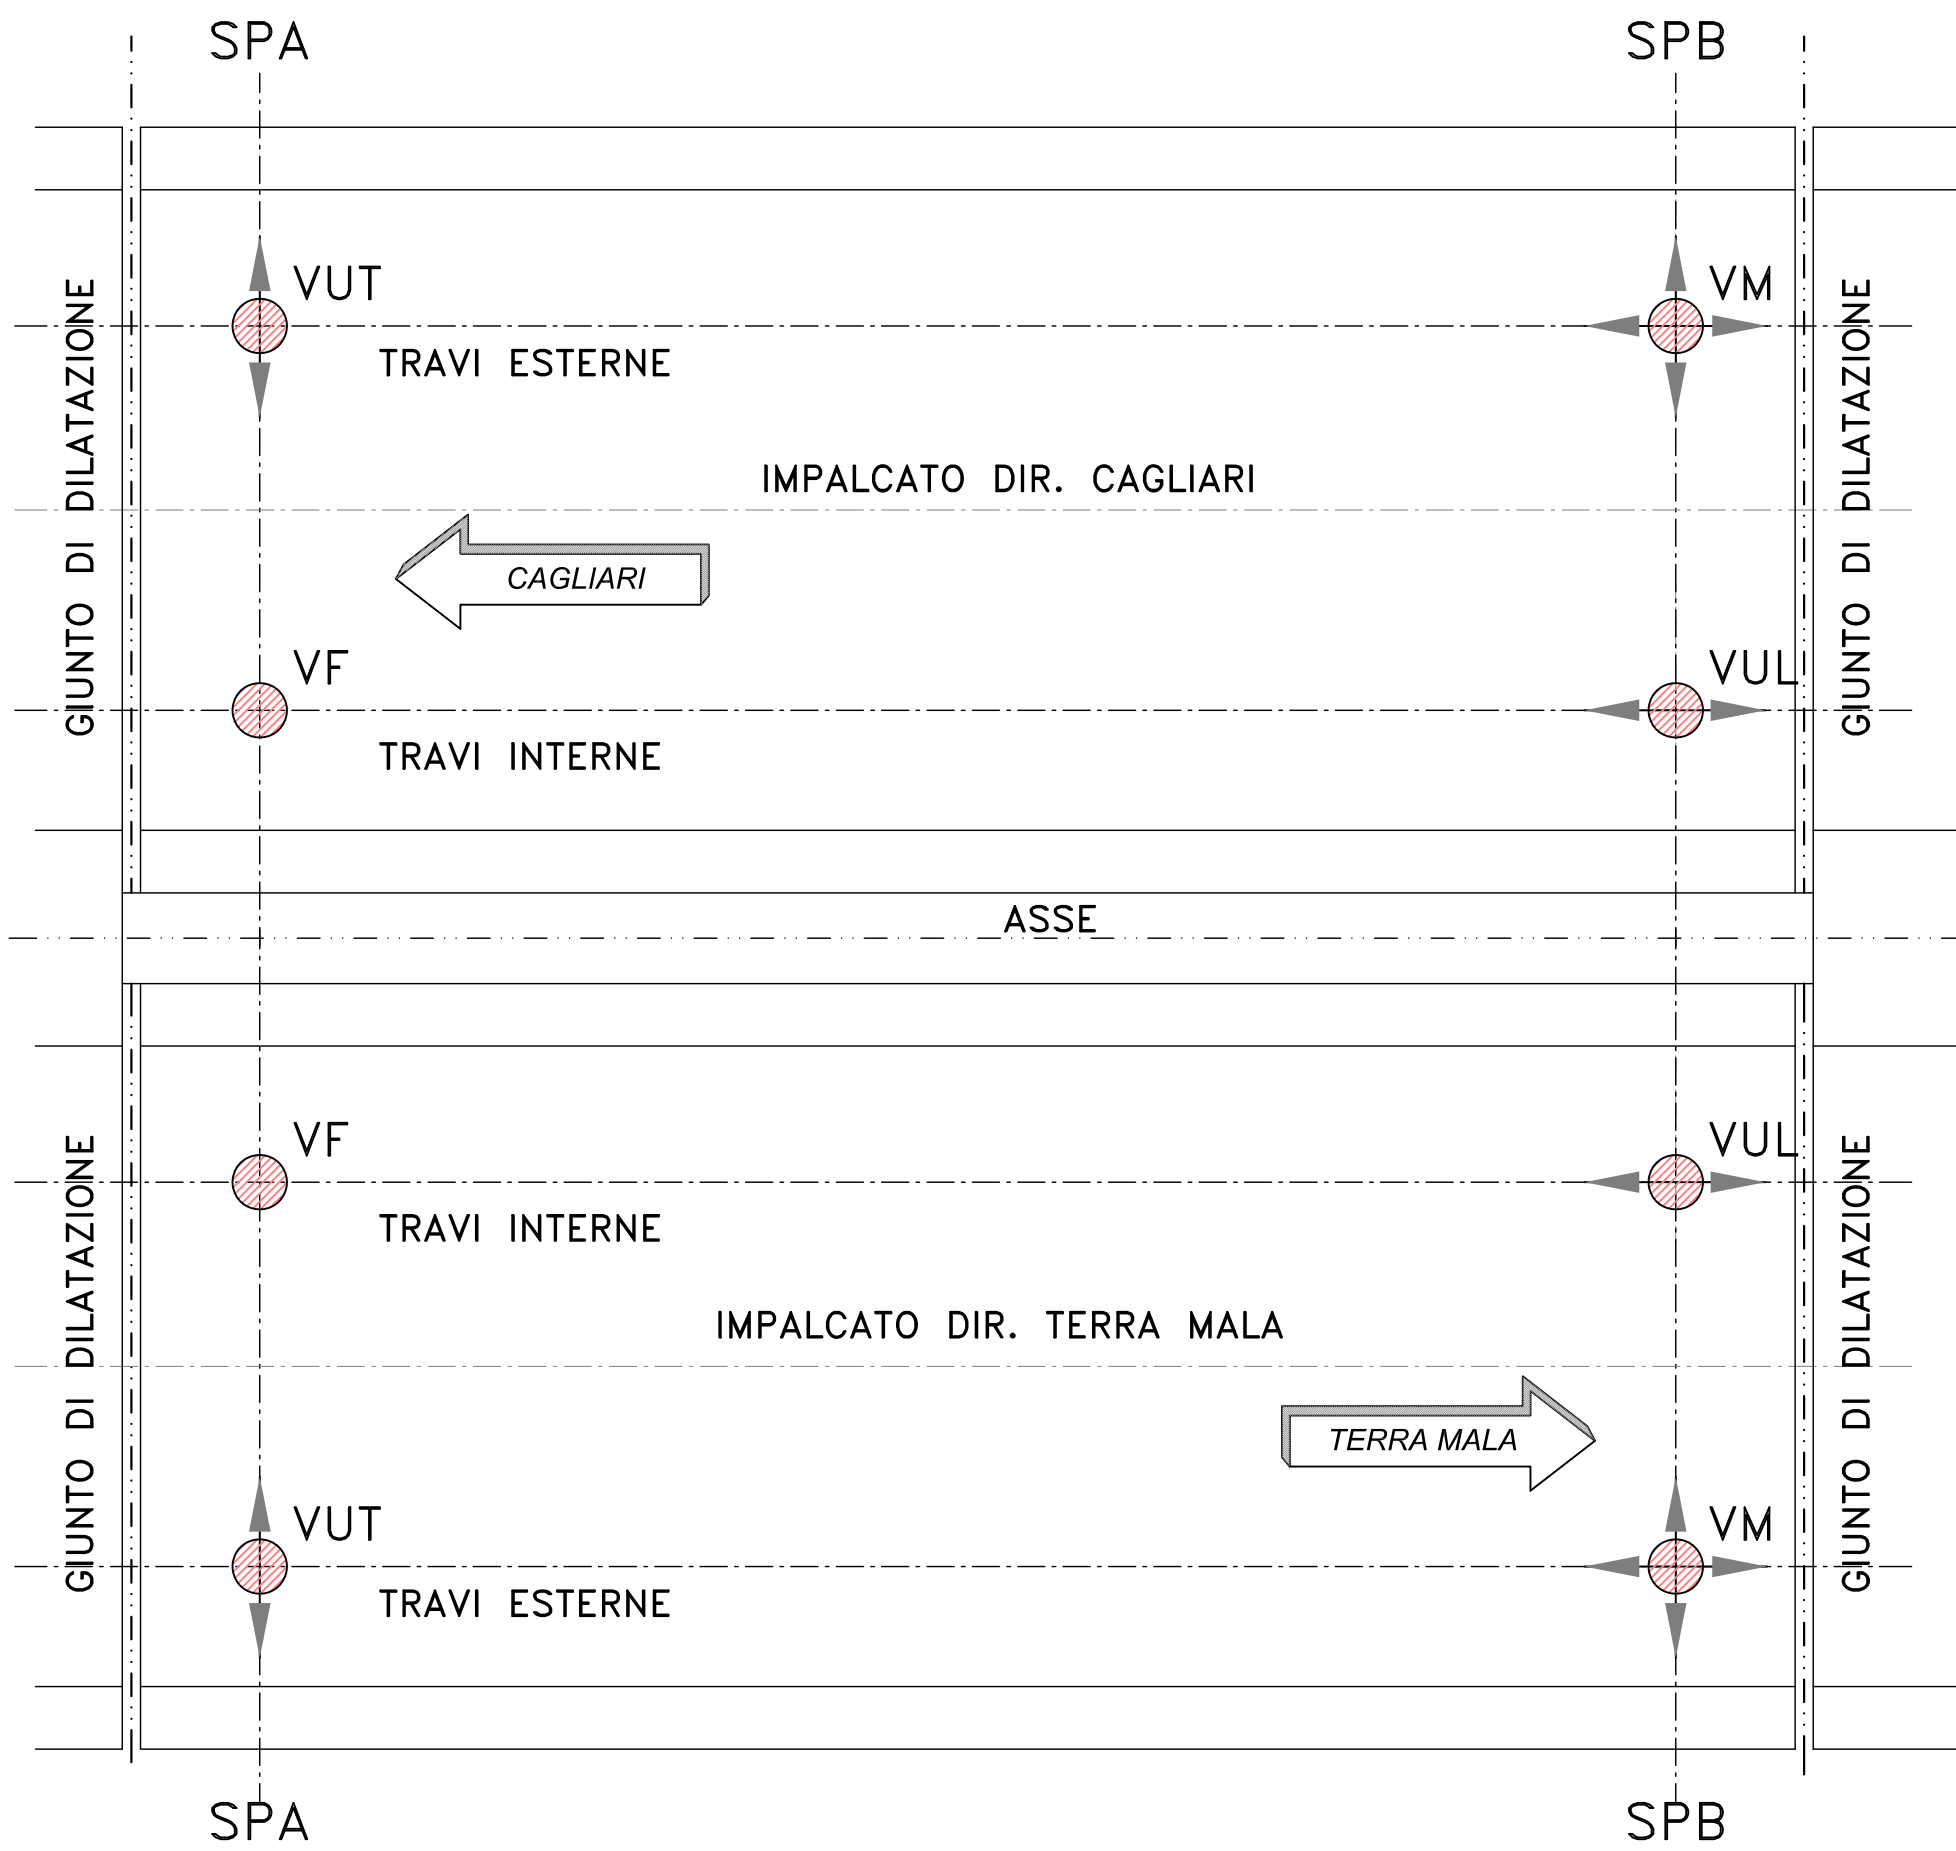 SPA
SPB
VUT
VM
TRAVI ESTERNE
GIUNTO DI DILATAZIONE
GIUNTO DI DILATAZIONE
IMPALCATO DIR. CAGLIARI
CAGLIARI
VF
VUL
TRAVI INTERNE
ASSE
VF
VUL
TRAVI INTERNE
GIUNTO DI DILATAZIONE
GIUNTO DI DILATAZIONE
IMPALCATO DIR. TERRA MALA
TERRA MALA
VUT
VM
TRAVI ESTERNE
SPA
SPB